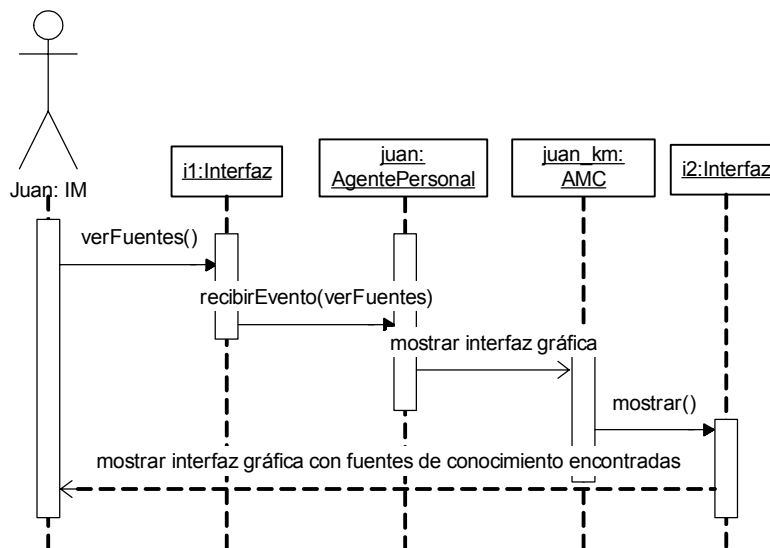 Juan: IM
i1:Interfaz
juan:
AgentePersonal
juan_km:
AMC
i2:Interfaz
verFuentes()
recibirEvento(verFuentes)
mostrar interfaz gráfica
mostrar()
mostrar interfaz gráfica con fuentes de conocimiento encontradas